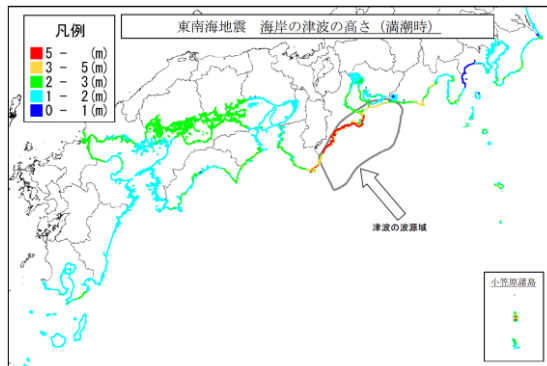 東南海地震　海岸の津波の高さ（満潮時）
凡例
5 -　 (m)
3 -　5(m)
2 -　3(m)
1 -　2(m)
0 -　1(m)
津波の波源域
小笠原諸島